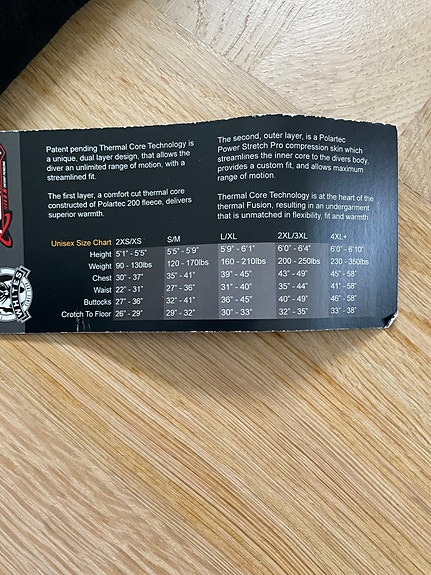 Patent pending Thermal Core Technology is
a unique, dual layer design, that allows the
diver an unlimited range of motion, with a
streamlined fit.
The first layer, a comfort cut thermal core
constructed of Polartec 200 fleece, delivers
superior warmth.
The second, outer layer, is a Polartec
Power Stretch Pro compression skin which
streamlines the inner core to the divers body,
provides a custom fit, and allows maximum
range of motion.
Thermal Core Technology is at the heart of the
thermal Fusion, resulting in an undergarment
that is unmatched in flexibility, fit and warmth.
Unisex Size Chart 2XS/XS S/M L/XL 2XL/3XL 4XL+
Height 5'1" - 5'5" 5'5" - 5'9" 5'9" - 6'1" 6'0" - 6'4" 6'0" - 6'10"
Weight 90 - 130lbs 120 - 170lbs 160 - 210lbs 200 - 250lbs 230 - 350lbs
Chest 30" - 37" 35" - 41" 39" - 45" 43" - 49" 45" - 58"
Waist 22" - 31" 27" - 36" 31" - 40" 35" - 44" 41" - 58"
Buttocks 27" - 36" 32" - 41" 36" - 45" 40" - 49" 46" - 58"
Crotch To Floor 26" - 29" 29" - 32" 30" - 33" 32" - 35" 33" - 38"
WHITES